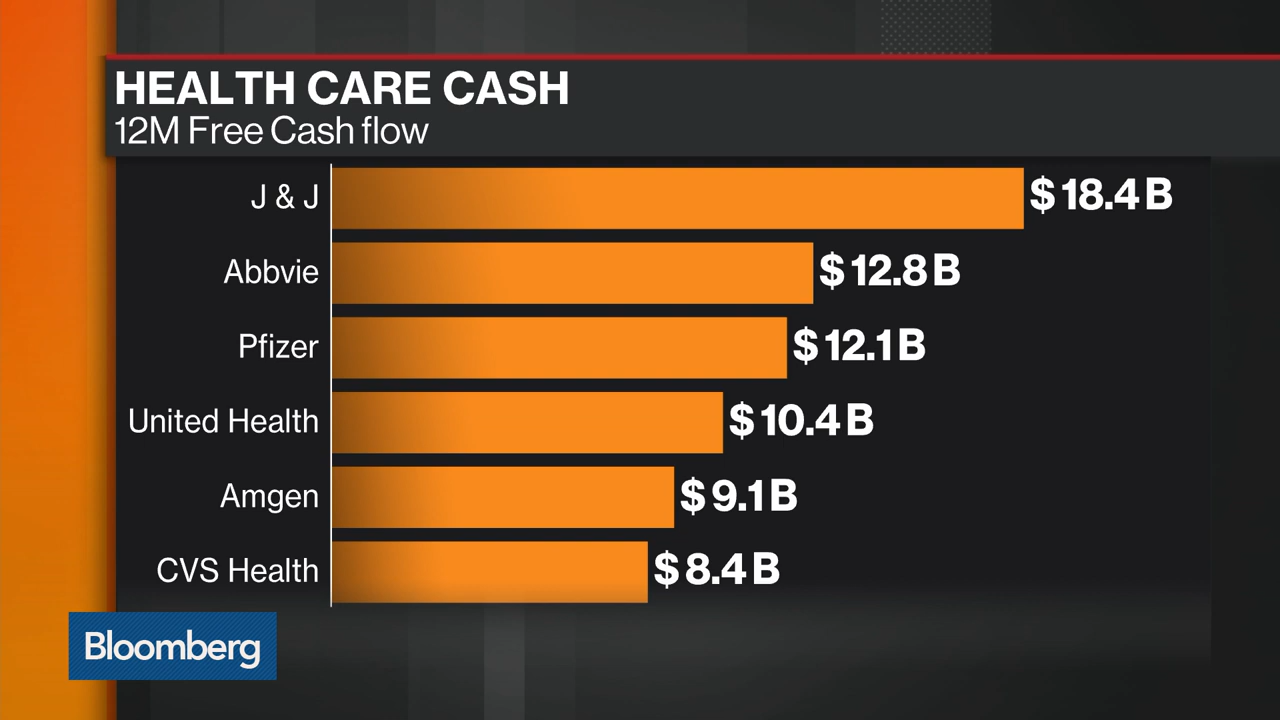 HEALTH CARE CASH
12M Free Cash flow
J & J $18.4B
Abbvie $12.8B
Pfizer $12.1B
United Health $10.4B
Amgen $9.1B
CVS Health $8.4B
Bloomberg